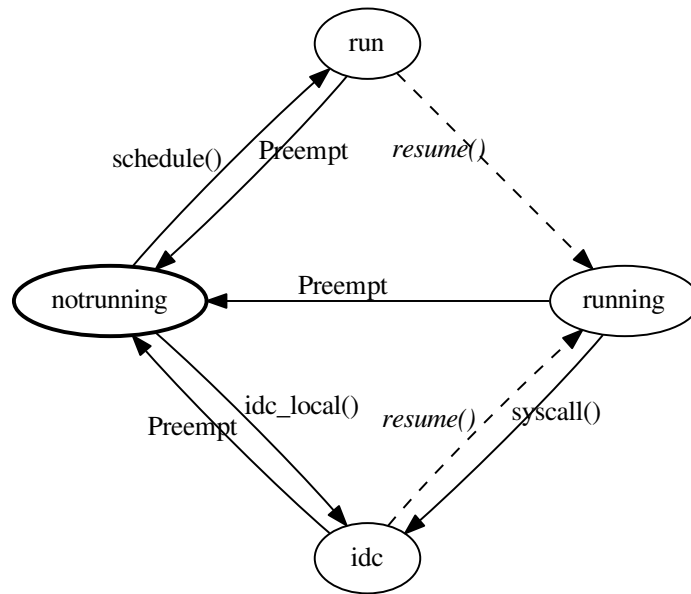 run
schedule()
Preempt
resume()
notrunning
Preempt
running
idc_local()
Preempt
resume()
syscall()
idc